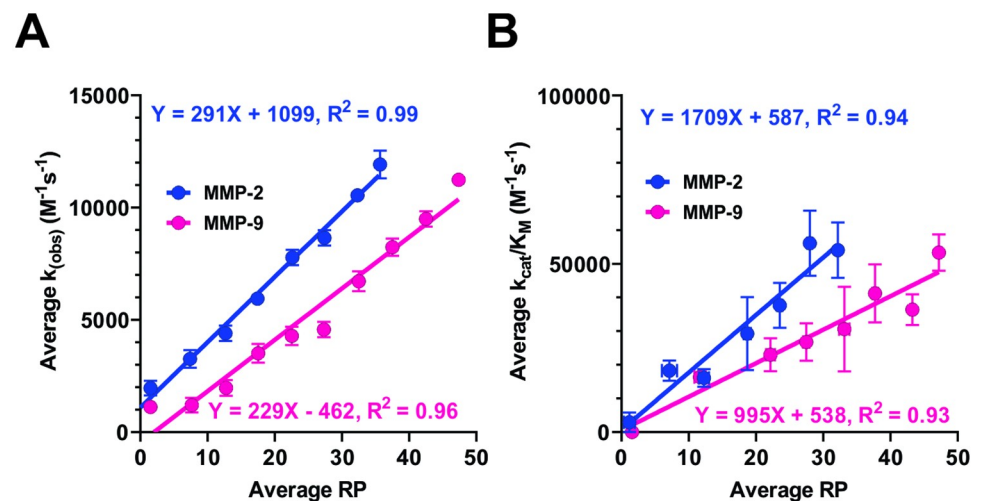 A
B
15000
10000
5000
0
0 10 20 30 40 50
Average k(obs) (M⁻¹s⁻¹)
Average RP
Y = 291X + 1099, R² = 0.99
MMP-2
MMP-9
Y = 229X - 462, R² = 0.96
100000
50000
0
0 10 20 30 40 50
Average kcat/KM (M⁻¹s⁻¹)
Average RP
Y = 1709X + 587, R² = 0.94
MMP-2
MMP-9
Y = 995X + 538, R² = 0.93